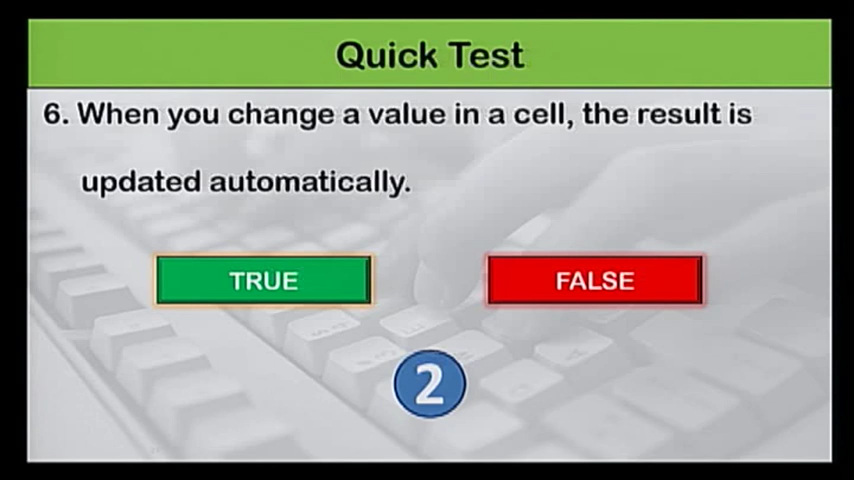 Quick Test
6. When you change a value in a cell, the result is
updated automatically.
TRUE FALSE
2